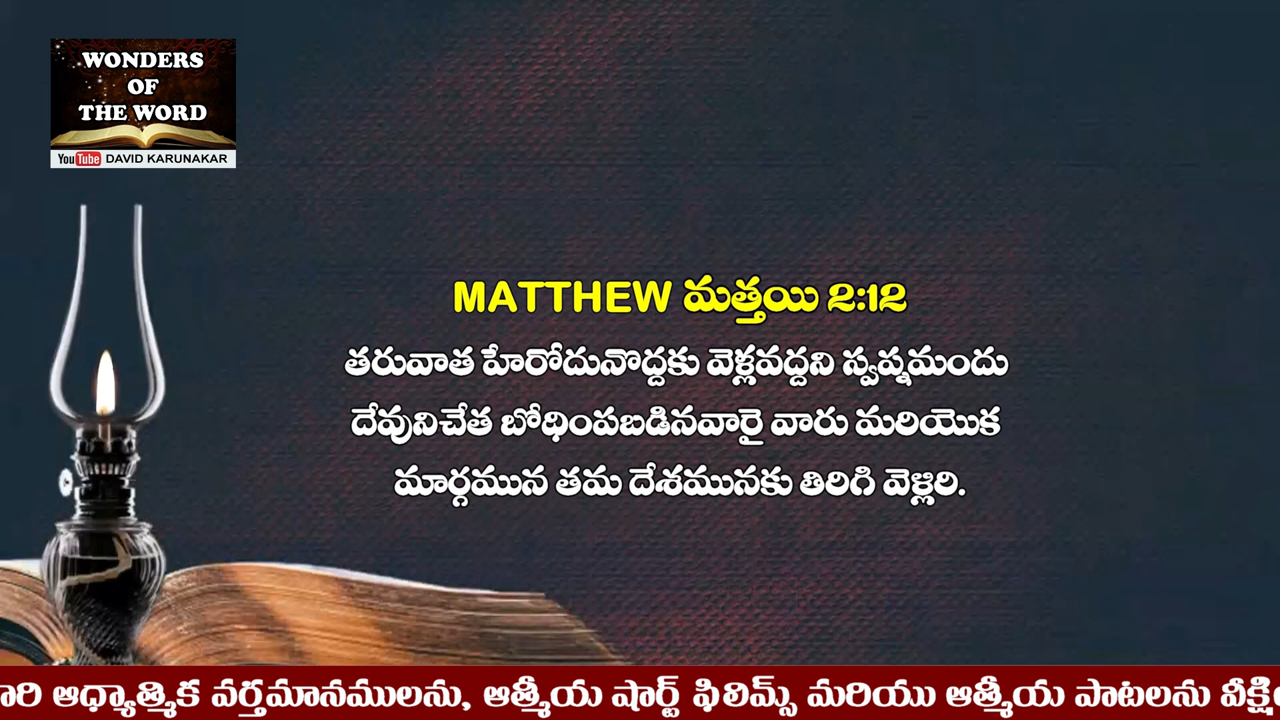 WONDERS
OF
THE WORD
YouTube DAVID KARUNAKAR
MATTHEW మత్తయి 2:12
తరువాత హేరోదునొద్దకు వెళ్లవద్దని స్వప్నమందు
దేవునిచేత బోధింపబడినవారై వారు మరియొక
మార్గమున తమ దేశమునకు తిరిగి వెళ్లిరి.
ఆధ్యాత్మిక వర్తమానములను, ఆత్మీయ షార్ట్ ఫిలిమ్స్ మరియు ఆత్మీయ పాటలను